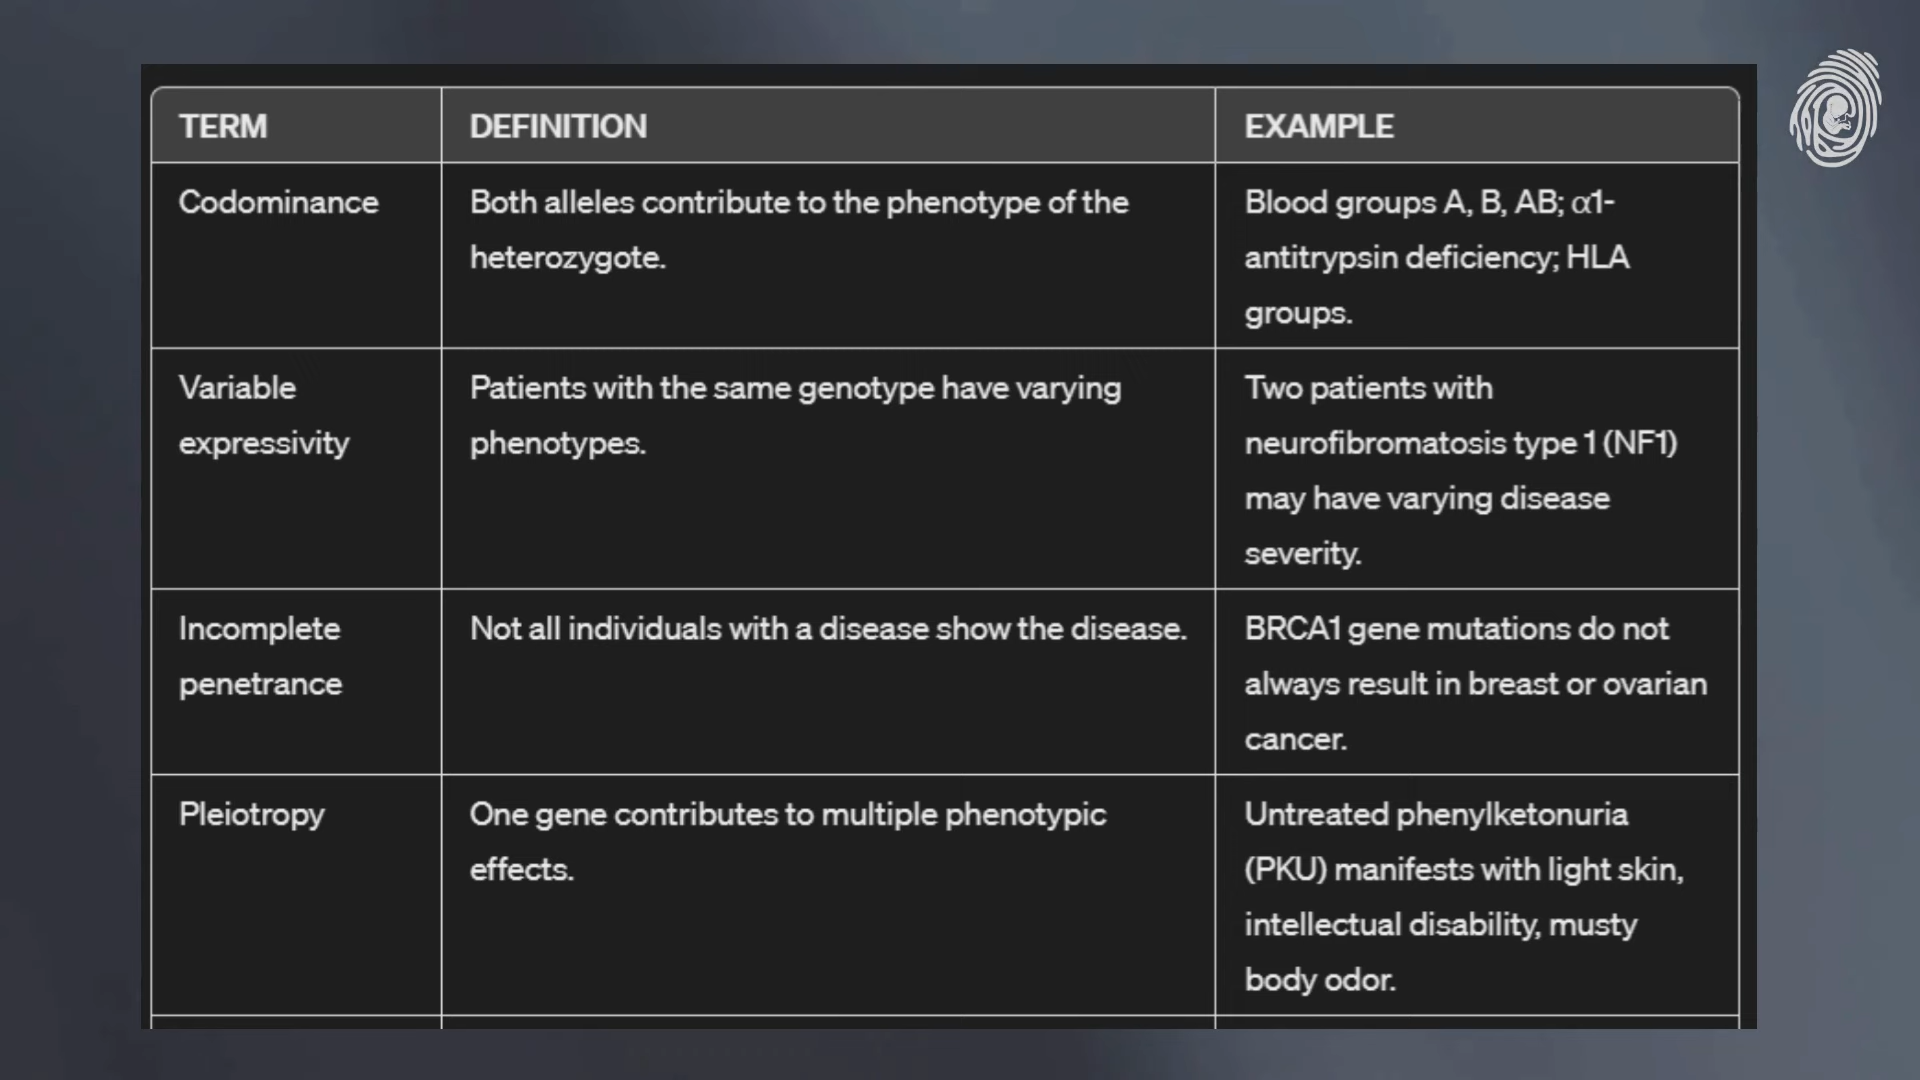 TERM
DEFINITION
EXAMPLE
Codominance
Both alleles contribute to the phenotype of the
heterozygote.
Blood groups A, B, AB; α1-
antitrypsin deficiency; HLA
groups.
Variable
expressivity
Patients with the same genotype have varying
phenotypes.
Two patients with
neurofibromatosis type 1 (NF1)
may have varying disease
severity.
Incomplete
penetrance
Not all individuals with a disease show the disease.
BRCA1 gene mutations do not
always result in breast or ovarian
cancer.
Pleiotropy
One gene contributes to multiple phenotypic
effects.
Untreated phenylketonuria
(PKU) manifests with light skin,
intellectual disability, musty
body odor.